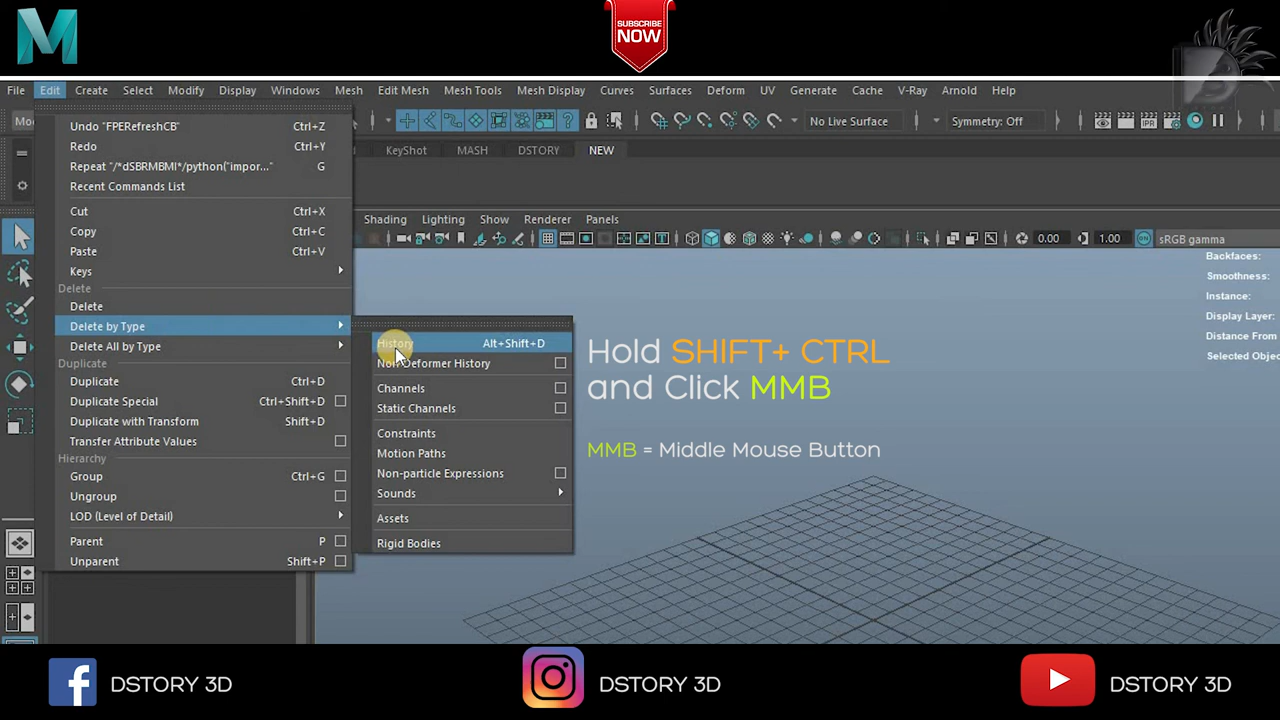 SUBSCRIBE
NOW
File Edit Create Select Modify Display Windows Mesh Edit Mesh Mesh Tools Mesh Display Curves Surfaces Deform UV Generate Cache V-Ray Arnold Help
No Live Surface Symmetry: Off
KeyShot MASH DSTORY NEW
Undo "FPERefreshCB" Ctrl+Z
Redo Ctrl+Y
Repeat "/*dSBRMBMI*/python("impor..." G
Recent Commands List
Cut Ctrl+X
Copy Ctrl+C
Paste Ctrl+V
Keys
Delete
Delete
Delete by Type
Delete All by Type
Duplicate
Duplicate Ctrl+D
Duplicate Special Ctrl+Shift+D
Duplicate with Transform Shift+D
Transfer Attribute Values
Hierarchy
Group Ctrl+G
Ungroup
LOD (Level of Detail)
Parent P
Unparent Shift+P
Shading Lighting Show Renderer Panels
0.00 1.00 sRGB gamma
Backfaces:
Smoothness:
Instance:
Display Layer:
Distance From
Selected Objec
History Alt+Shift+D
Non-Deformer History
Channels
Static Channels
Constraints
Motion Paths
Non-particle Expressions
Sounds
Assets
Rigid Bodies
Hold SHIFT+ CTRL
and Click MMB
MMB = Middle Mouse Button
DSTORY 3D DSTORY 3D DSTORY 3D